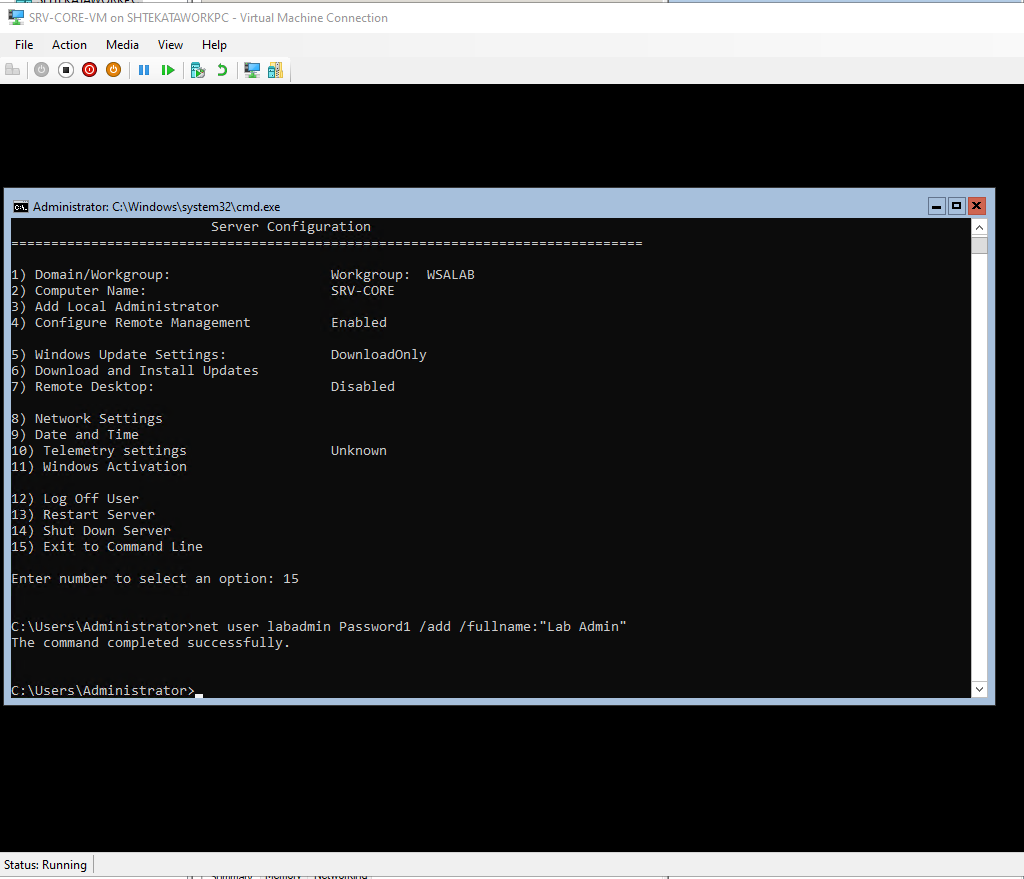 SRV-CORE-VM on SHTEKATAWORKPC - Virtual Machine Connection
File Action Media View Help
Administrator: C:\Windows\system32\cmd.exe
Server Configuration
===============================================================================
1) Domain/Workgroup: Workgroup: WSALAB
2) Computer Name: SRV-CORE
3) Add Local Administrator
4) Configure Remote Management Enabled
5) Windows Update Settings: DownloadOnly
6) Download and Install Updates
7) Remote Desktop: Disabled
8) Network Settings
9) Date and Time
10) Telemetry settings Unknown
11) Windows Activation
12) Log Off User
13) Restart Server
14) Shut Down Server
15) Exit to Command Line
Enter number to select an option: 15
C:\Users\Administrator>net user labadmin Password1 /add /fullname:"Lab Admin"
The command completed successfully.
C:\Users\Administrator>
Status: Running